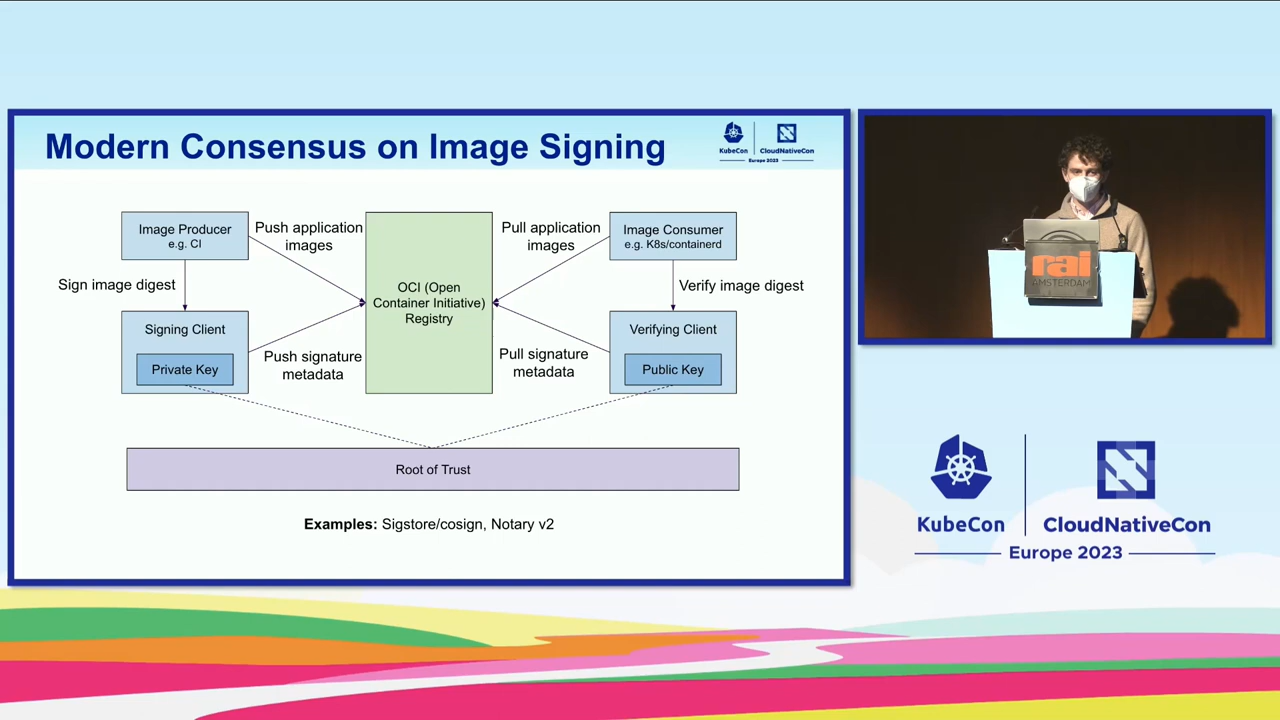 Modern Consensus on Image Signing
KubeCon
CloudNativeCon
Europe 2023
Image Producer
e.g. CI
Push application
images
Pull application
images
Image Consumer
e.g. K8s/containerd
Sign image digest
OCI (Open
Container Initiative)
Registry
Verify image digest
Signing Client
Private Key
Push signature
metadata
Pull signature
metadata
Verifying Client
Public Key
Root of Trust
Examples: Sigstore/cosign, Notary v2
rai
AMSTERDAM
KubeCon
CloudNativeCon
Europe 2023